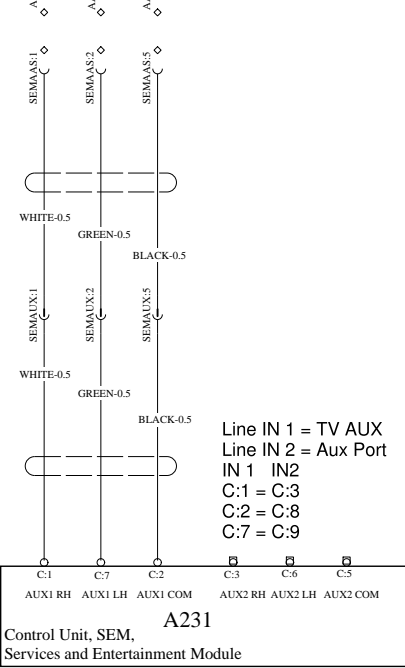 SEMAAS:1 SEMAAS:2 SEMAAS:5
WHITE-0.5
GREEN-0.5
BLACK-0.5
SEMAUX:1 SEMAUX:2 SEMAUX:5
WHITE-0.5
GREEN-0.5
BLACK-0.5
Line IN 1 = TV AUX
Line IN 2 = Aux Port
IN 1 IN2
C:1 = C:3
C:2 = C:8
C:7 = C:9
C:1 C:7 C:2 C:3 C:6 C:5
AUX1 RH AUX1 LH AUX1 COM AUX2 RH AUX2 LH AUX2 COM
A231
Control Unit, SEM,
Services and Entertainment Module